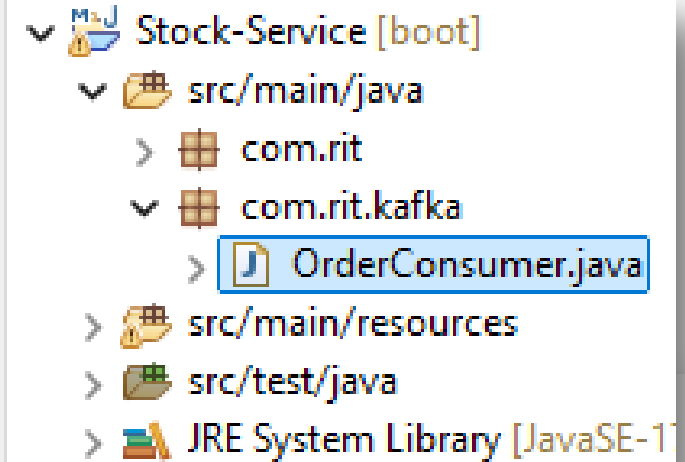 Stock-Service [boot]
src/main/java
com.rit
com.rit.kafka
OrderConsumer.java
src/main/resources
src/test/java
JRE System Library [JavaSE-1